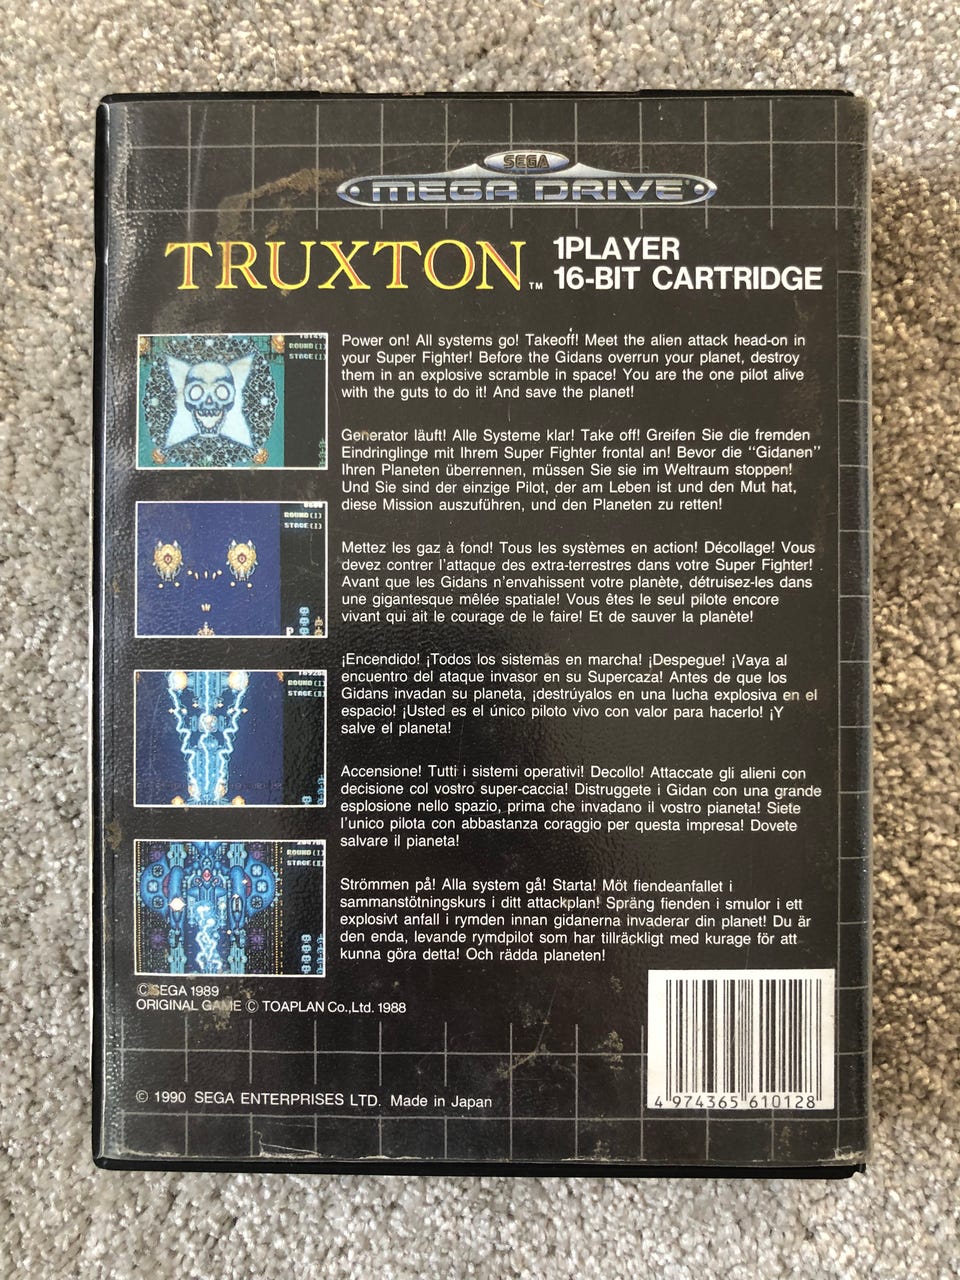 SEGA
MEGA DRIVE
TRUXTON™
1PLAYER
16-BIT CARTRIDGE
ROUND(1)
STAGE(1)
Power on! All systems go! Takeoff! Meet the alien attack head-on in
your Super Fighter! Before the Gidans overrun your planet, destroy
them in an explosive scramble in space! You are the one pilot alive
with the guts to do it! And save the planet!
Generator läuft! Alle Systeme klar! Take off! Greifen Sie die fremden
Eindringlinge mit Ihrem Super Fighter frontal an! Bevor die “Gidanen”
Ihren Planeten überrennen, müssen Sie sie im Weltraum stoppen!
Und Sie sind der einzige Pilot, der am Leben ist und den Mut hat,
diese Mission auszuführen, und den Planeten zu retten!
ROUND(1)
STAGE(1)
P
Mettez les gaz à fond! Tous les systèmes en action! Décollage! Vous
devez contrer l’attaque des extra-terrestres dans votre Super Fighter!
Avant que les Gidans n’envahissent votre planète, détruisez-les dans
une gigantesque mêlée spatiale! Vous êtes le seul pilote encore
vivant qui ait le courage de le faire! Et de sauver la planète!
¡Encendido! ¡Todos los sistemas en marcha! ¡Despegue! ¡Vaya al
encuentro del ataque invasor en su Supercaza! Antes de que los
Gidans invadan su planeta, ¡destrúyalos en una lucha explosiva en el
espacio! ¡Usted es el único piloto vivo con valor para hacerlo! ¡Y
salve el planeta!
ROUND(1)
Accensione! Tutti i sistemi operativi! Decollo! Attaccate gli alieni con
decisione col vostro super-caccia! Distruggete i Gidan con una grande
esplosione nello spazio, prima che invadano il vostro pianeta! Siete
l’unico pilota con abbastanza coraggio per questa impresa! Dovete
salvare il pianeta!
ROUND(1)
Strömmen på! Alla system gå! Starta! Möt fiendeanfallet i
sammanstötningskurs i ditt attackplan! Spräng fienden i smulor i ett
explosivt anfall i rymden innan gidanerna invaderar din planet! Du är
den enda, levande rymdpilot som har tillräckligt med kurage för att
kunna göra detta! Och rädda planeten!
© SEGA 1989
ORIGINAL GAME © TOAPLAN Co.,Ltd. 1988
© 1990 SEGA ENTERPRISES LTD. Made in Japan
4 974365 610128